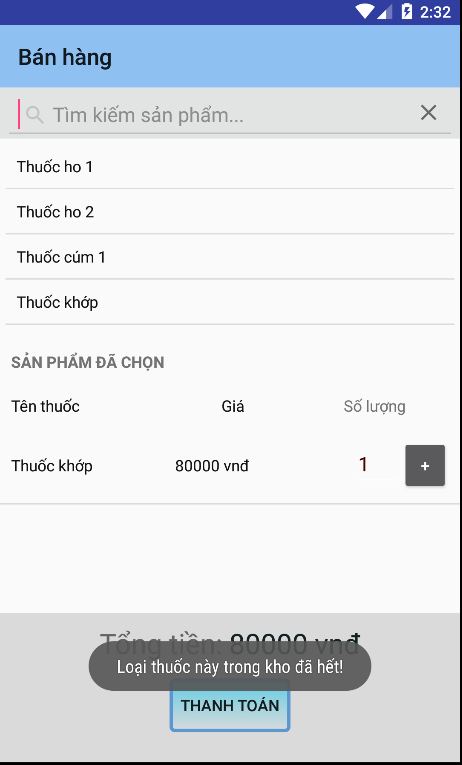 2:32
Bán hàng
Tìm kiếm sản phẩm...
Thuốc ho 1
Thuốc ho 2
Thuốc cúm 1
Thuốc khớp
SẢN PHẨM ĐÃ CHỌN
Tên thuốc Giá Số lượng
Thuốc khớp 80000 vnđ 1 +
Tổng tiền: 80000 vnđ
Loại thuốc này trong kho đã hết!
THANH TOÁN